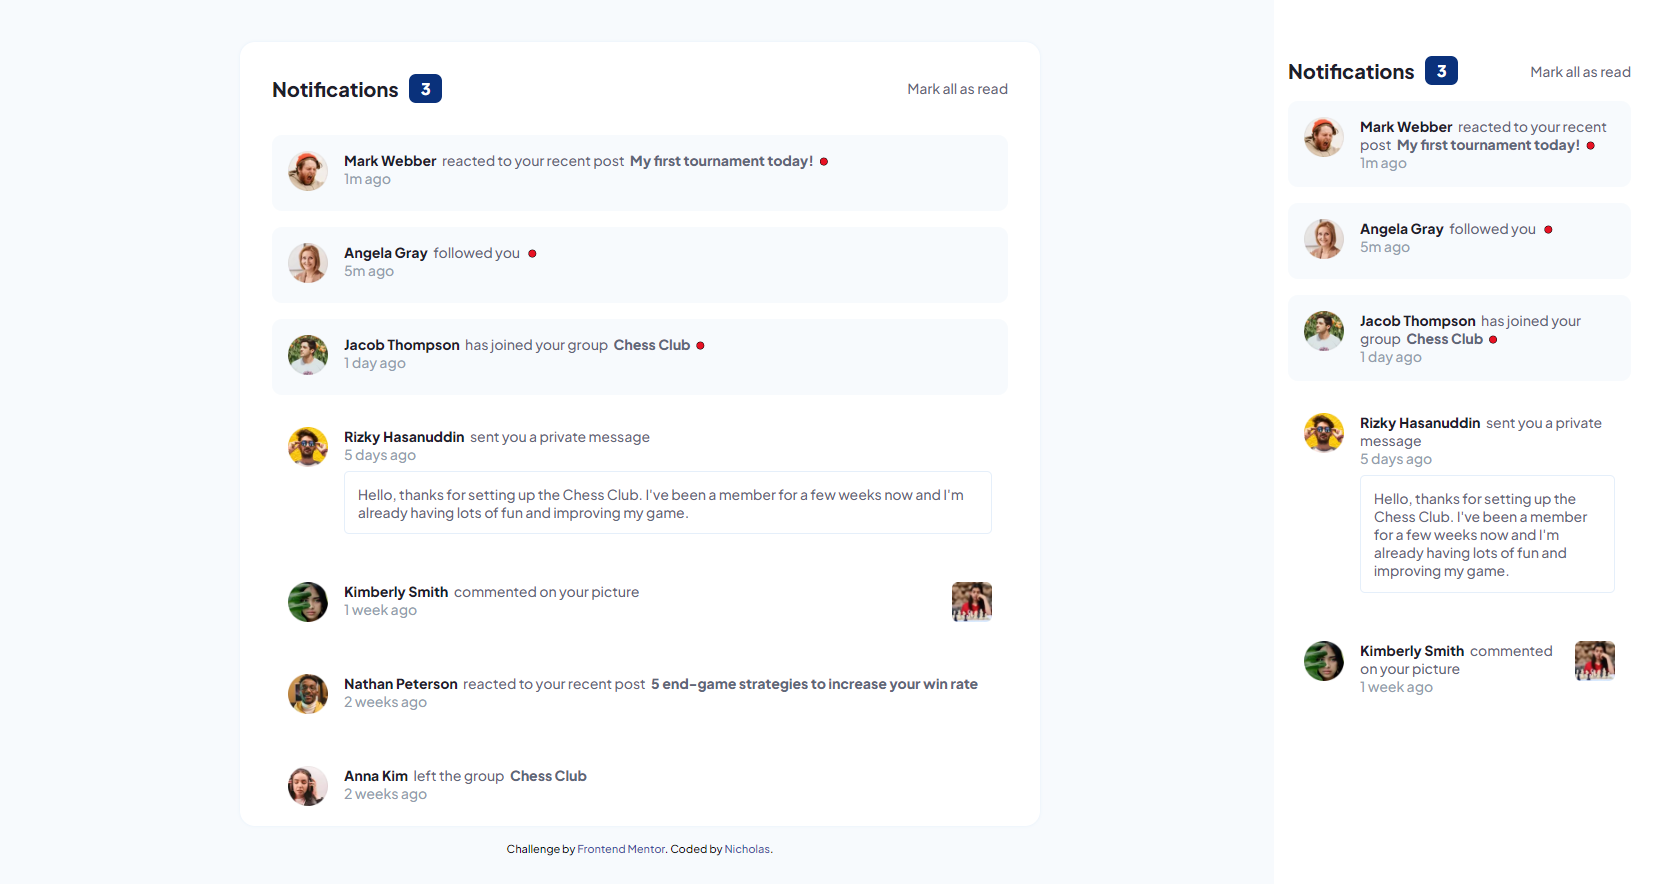 Notifications 3 Mark all as read
Mark Webber reacted to your recent post My first tournament today!
1m ago
Angela Gray followed you
5m ago
Jacob Thompson has joined your group Chess Club
1 day ago
Rizky Hasanuddin sent you a private message
5 days ago
Hello, thanks for setting up the Chess Club. I've been a member for a few weeks now and I'm
already having lots of fun and improving my game.
Kimberly Smith commented on your picture
1 week ago
Nathan Peterson reacted to your recent post 5 end-game strategies to increase your win rate
2 weeks ago
Anna Kim left the group Chess Club
2 weeks ago
Challenge by Frontend Mentor. Coded by Nicholas.
Notifications 3 Mark all as read
Mark Webber reacted to your recent
post My first tournament today!
1m ago
Angela Gray followed you
5m ago
Jacob Thompson has joined your
group Chess Club
1 day ago
Rizky Hasanuddin sent you a private
message
5 days ago
Hello, thanks for setting up the
Chess Club. I've been a member
for a few weeks now and I'm
already having lots of fun and
improving my game.
Kimberly Smith commented
on your picture
1 week ago